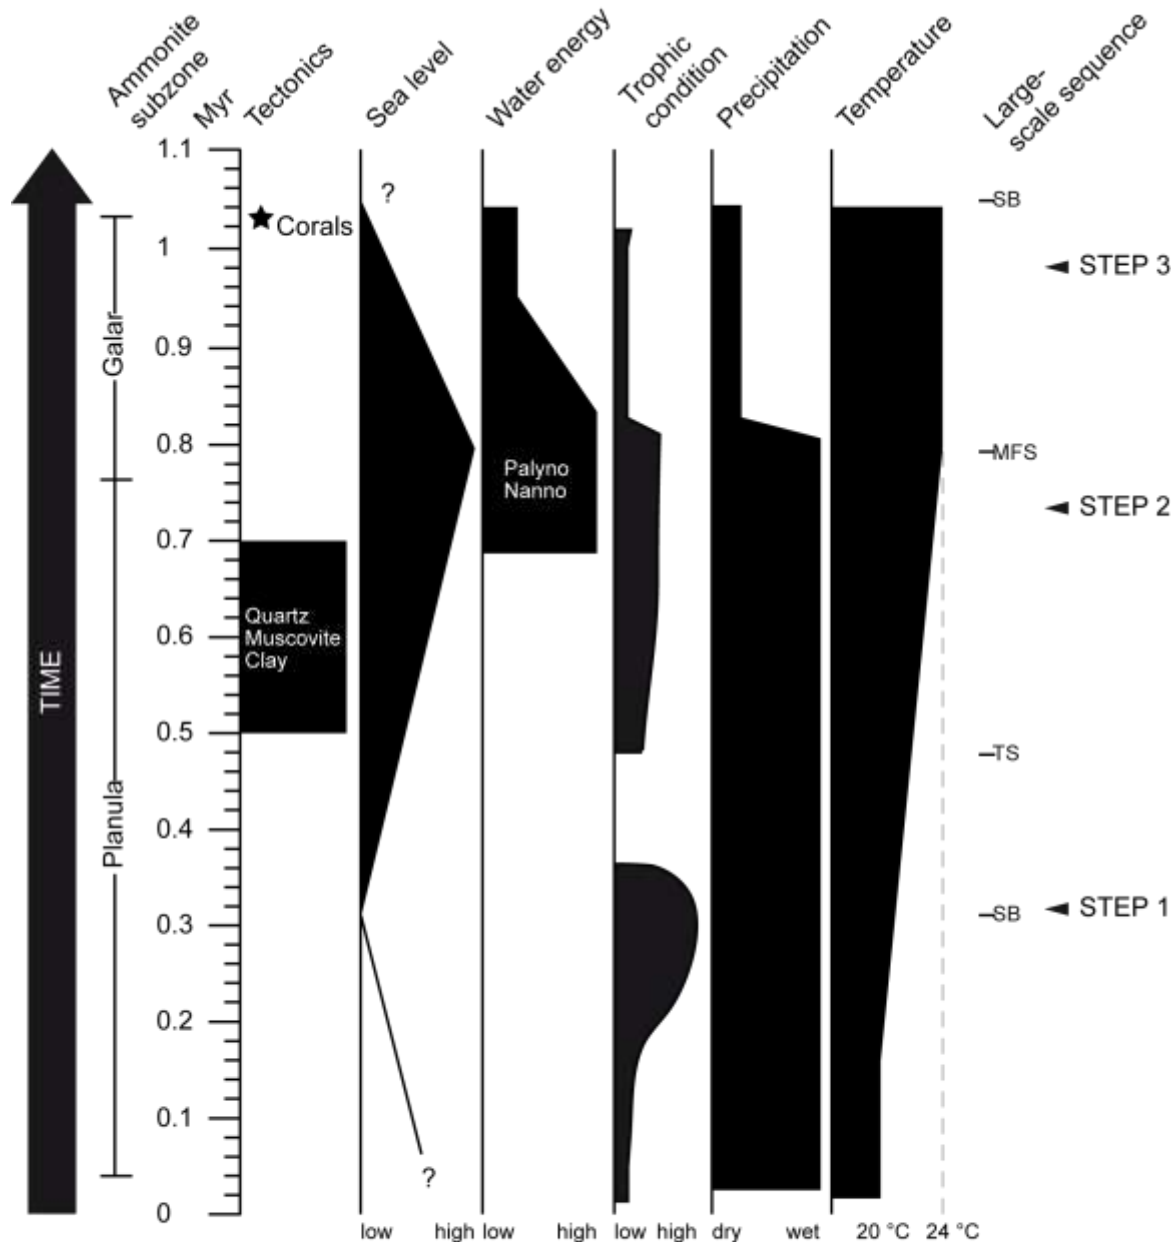 Ammonite
subzone
Myr
Tectonics
Sea level
Water energy
Trophic
condition
Precipitation
Temperature
Large-
scale sequence
1.1
1
0.9
0.8
0.7
0.6
0.5
0.4
0.3
0.2
0.1
0
TIME
Galar
Planula
Corals
Quartz
Muscovite
Clay
?
?
Palyno
Nanno
SB
STEP 3
MFS
STEP 2
TS
SB
STEP 1
low high
low high
low high
dry wet
20 °C 24 °C